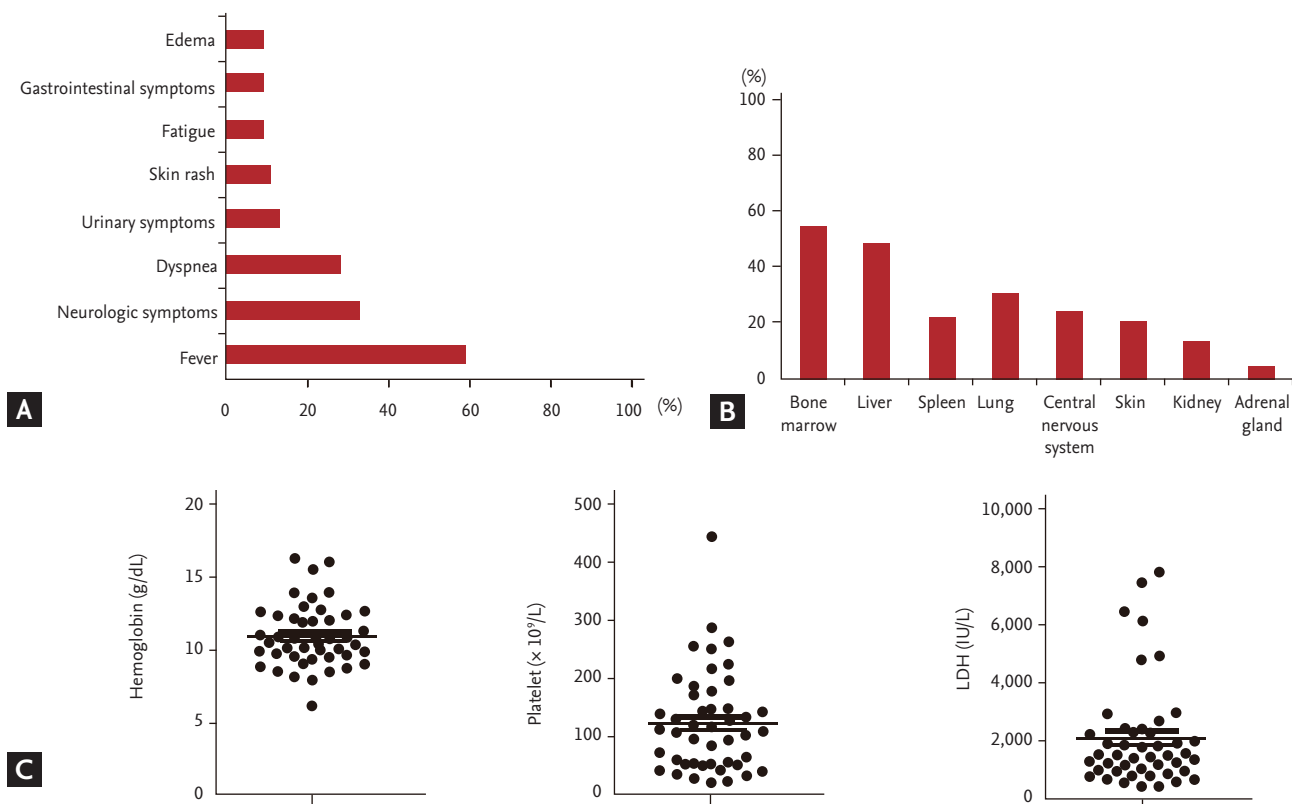 Edema
Gastrointestinal symptoms
Fatigue
Skin rash
Urinary symptoms
Dyspnea
Neurologic symptoms
Fever
0 20 40 60 80 100 (%)
A
(%)
100
80
60
40
20
0
Bone marrow
Liver
Spleen
Lung
Central nervous system
Skin
Kidney
Adrenal gland
B
Hemoglobin (g/dL)
20
15
10
5
0
Platelet (× 10⁹/L)
500
400
300
200
100
0
LDH (IU/L)
10,000
8,000
6,000
4,000
2,000
0
C